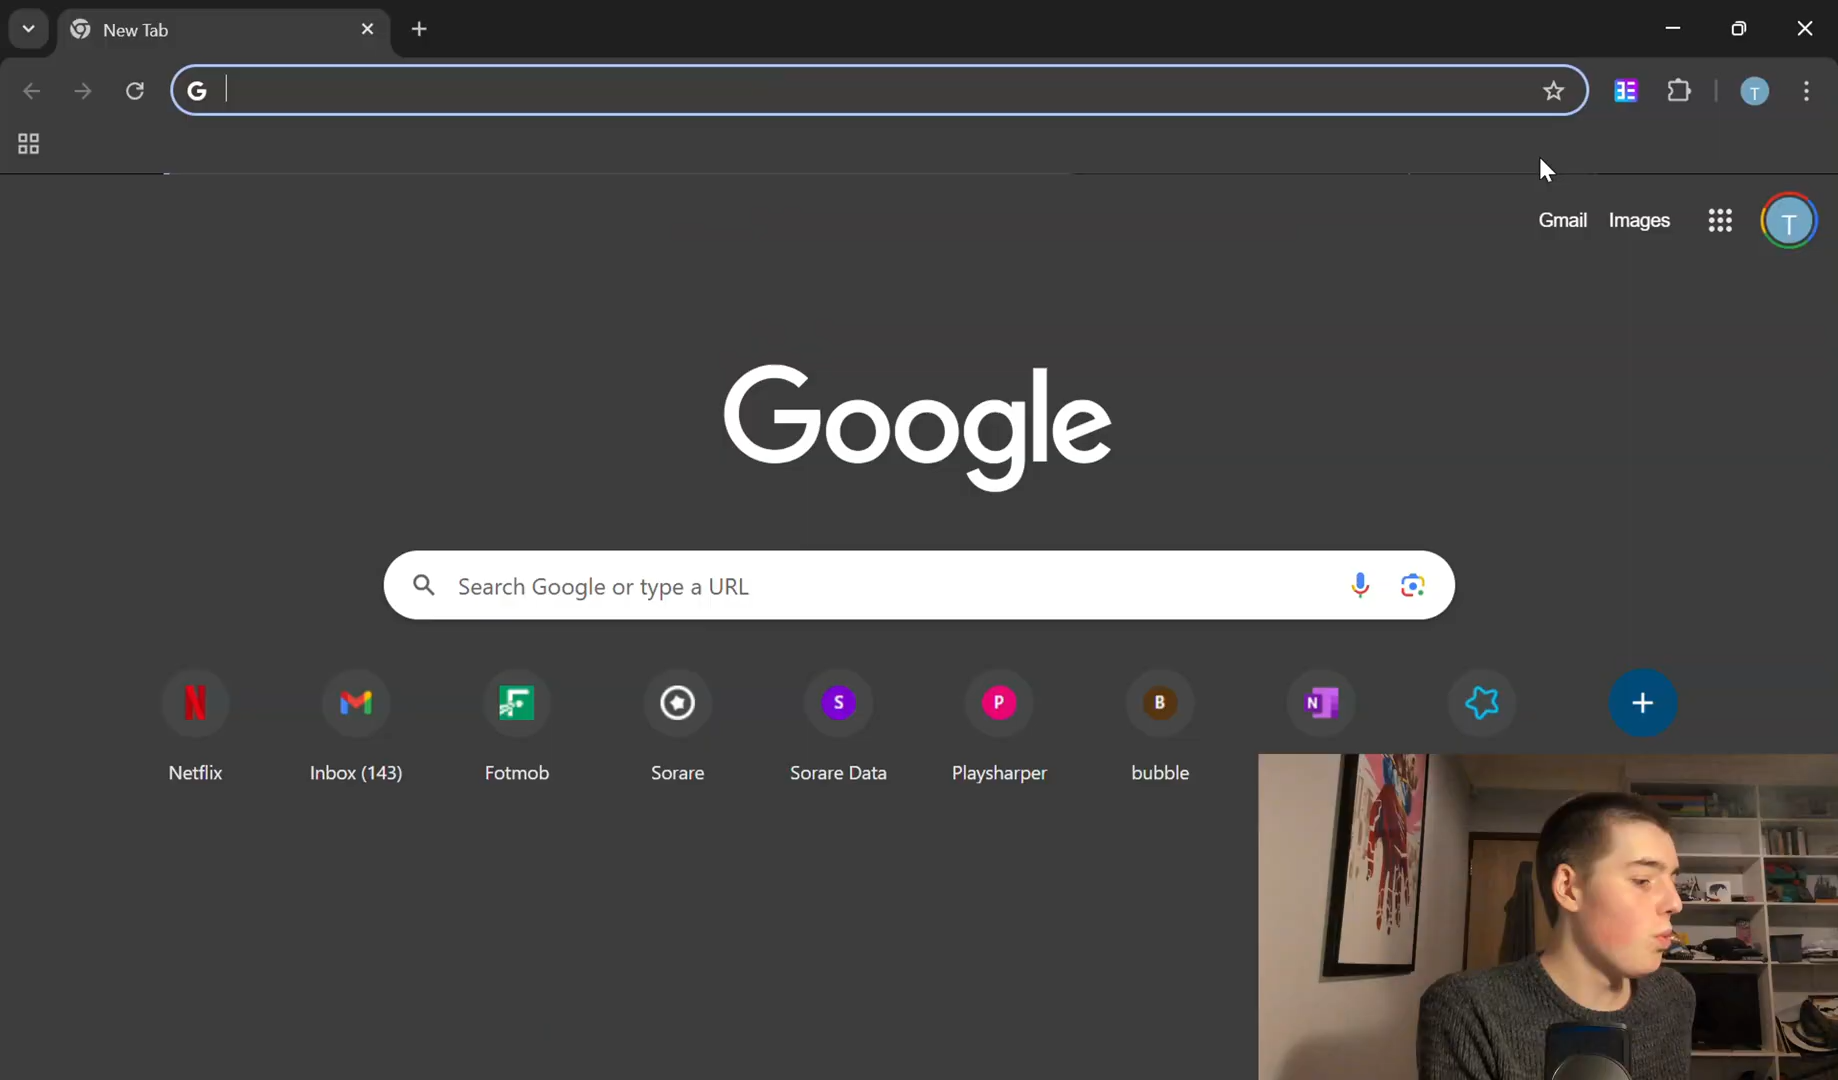 New Tab
T
Gmail
Images
T
Google
Search Google or type a URL
S
P
B
N
Netflix
Inbox (143)
Fotmob
Sorare
Sorare Data
Playsharper
bubble